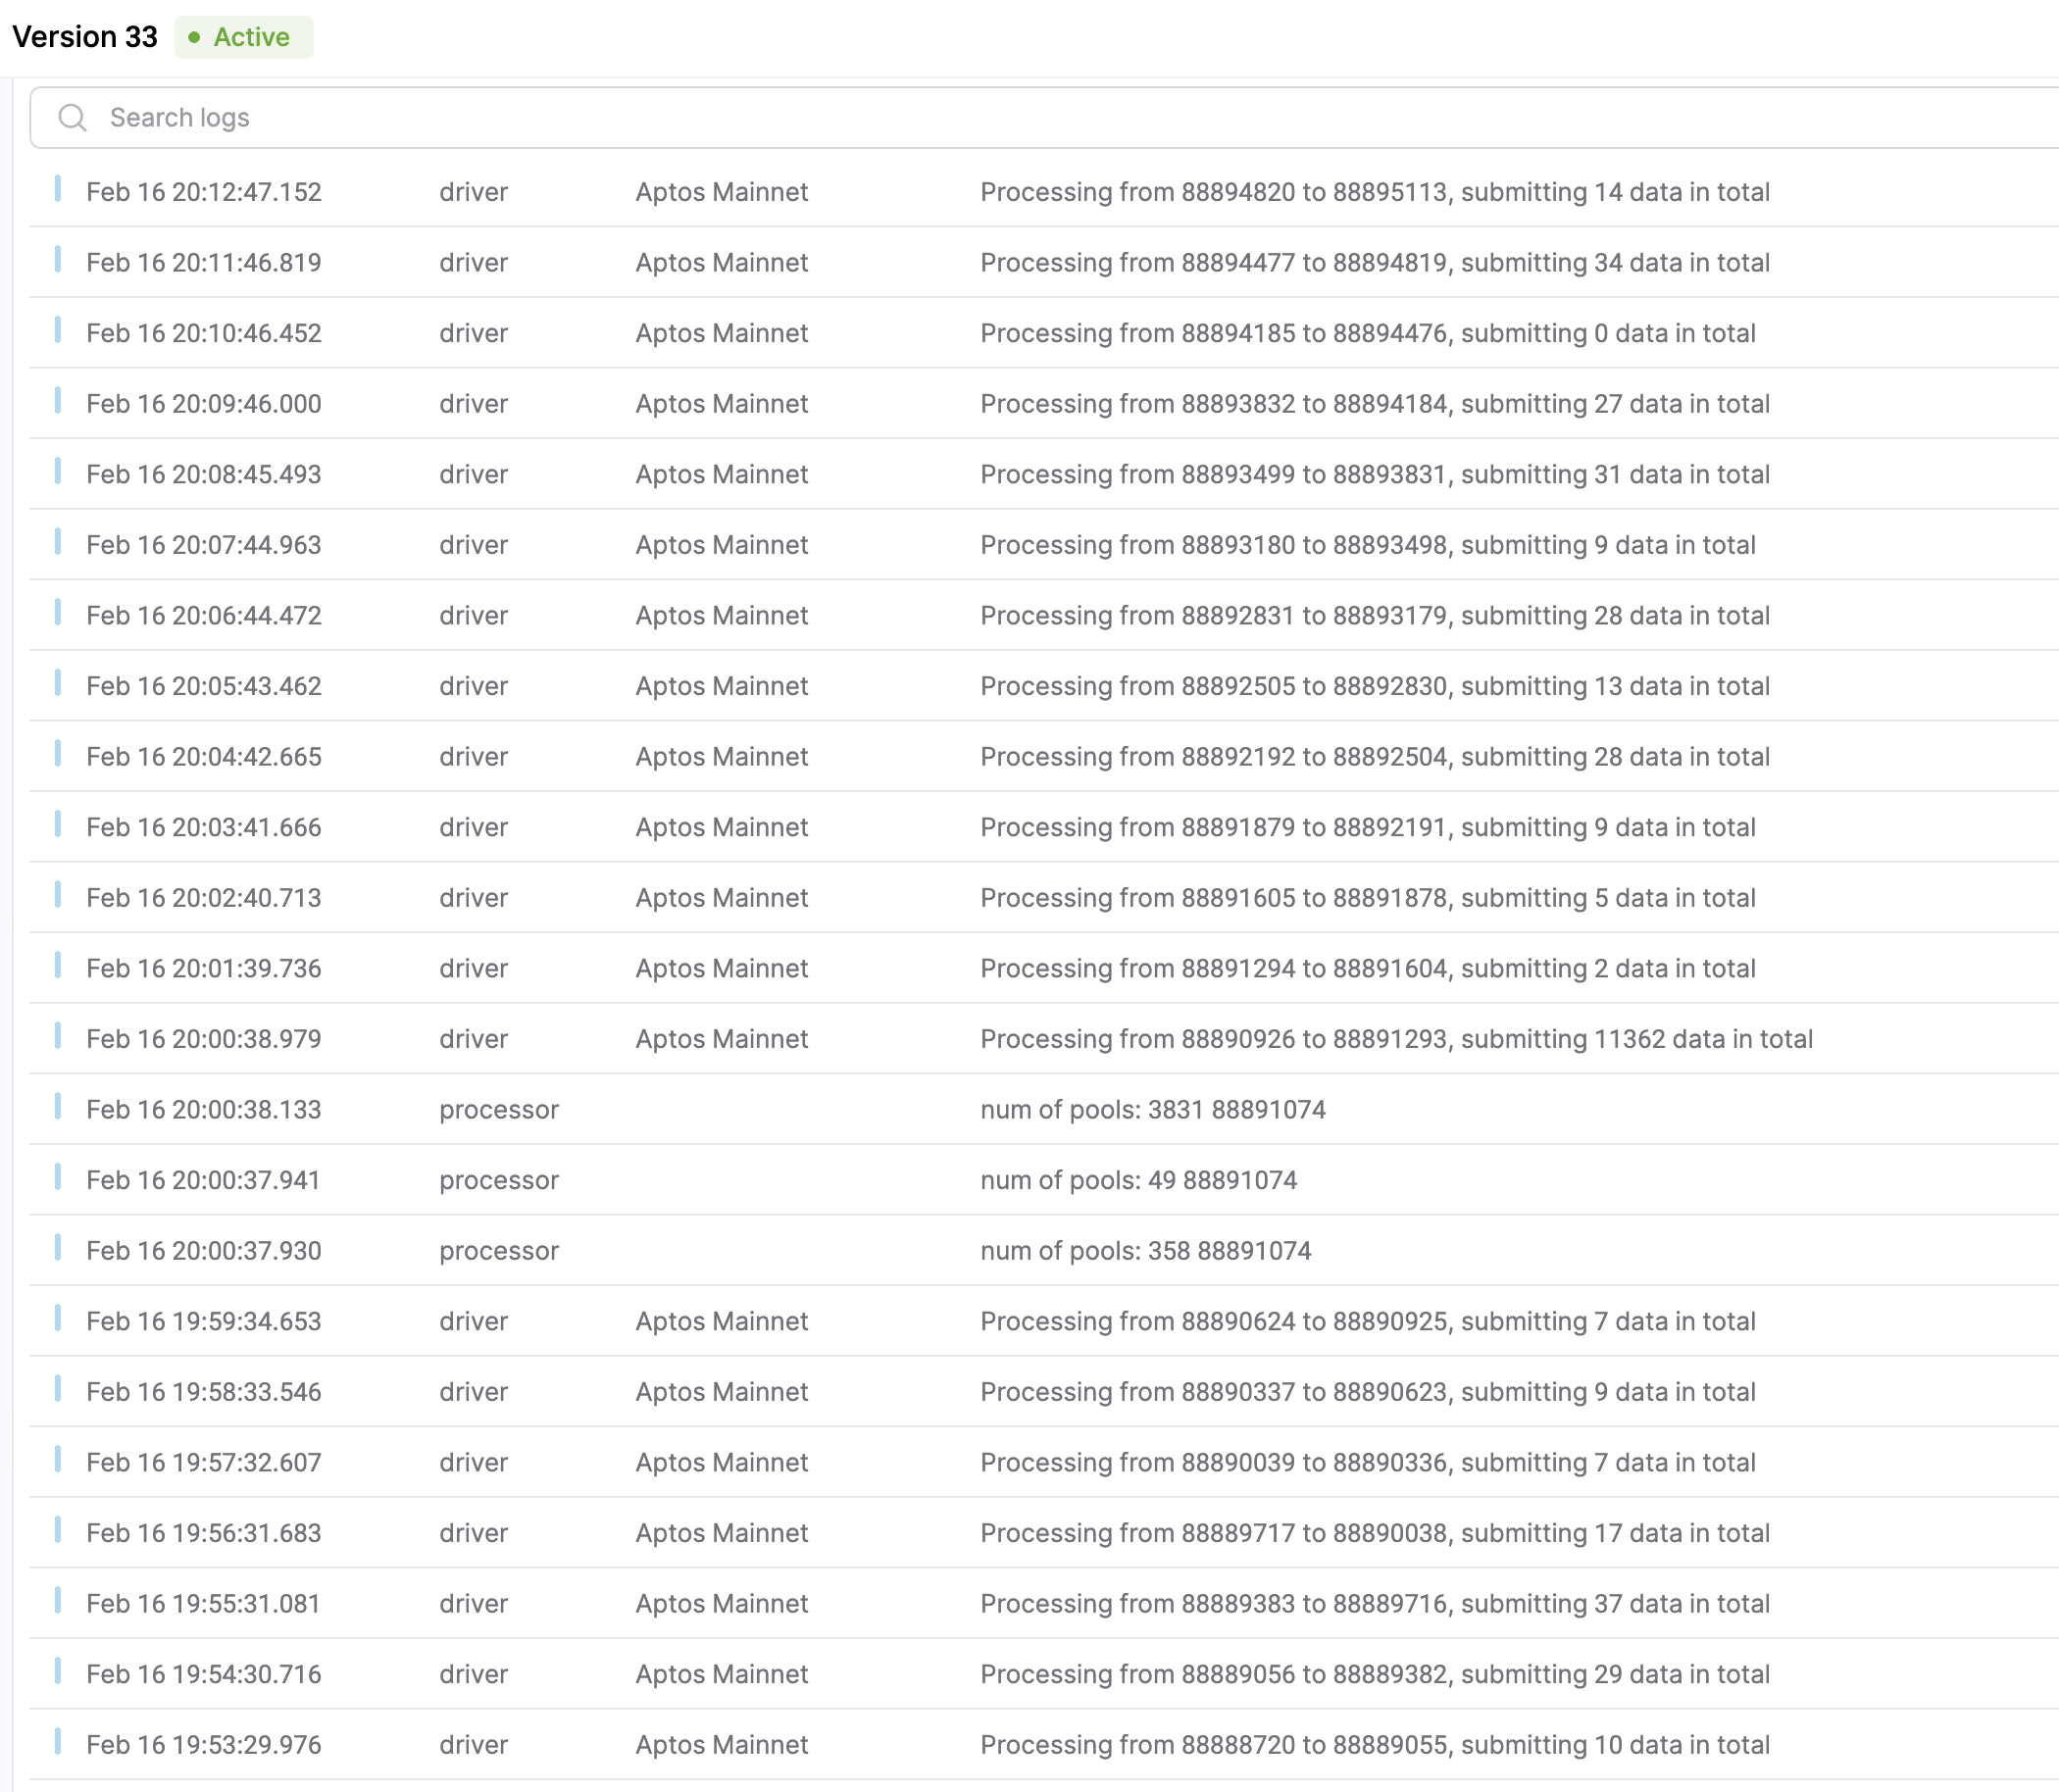 Version 33 Active
Search logs
Feb 16 20:12:47.152 driver Aptos Mainnet Processing from 88894820 to 88895113, submitting 14 data in total
Feb 16 20:11:46.819 driver Aptos Mainnet Processing from 88894477 to 88894819, submitting 34 data in total
Feb 16 20:10:46.452 driver Aptos Mainnet Processing from 88894185 to 88894476, submitting 0 data in total
Feb 16 20:09:46.000 driver Aptos Mainnet Processing from 88893832 to 88894184, submitting 27 data in total
Feb 16 20:08:45.493 driver Aptos Mainnet Processing from 88893499 to 88893831, submitting 31 data in total
Feb 16 20:07:44.963 driver Aptos Mainnet Processing from 88893180 to 88893498, submitting 9 data in total
Feb 16 20:06:44.472 driver Aptos Mainnet Processing from 88892831 to 88893179, submitting 28 data in total
Feb 16 20:05:43.462 driver Aptos Mainnet Processing from 88892505 to 88892830, submitting 13 data in total
Feb 16 20:04:42.665 driver Aptos Mainnet Processing from 88892192 to 88892504, submitting 28 data in total
Feb 16 20:03:41.666 driver Aptos Mainnet Processing from 88891879 to 88892191, submitting 9 data in total
Feb 16 20:02:40.713 driver Aptos Mainnet Processing from 88891605 to 88891878, submitting 5 data in total
Feb 16 20:01:39.736 driver Aptos Mainnet Processing from 88891294 to 88891604, submitting 2 data in total
Feb 16 20:00:38.979 driver Aptos Mainnet Processing from 88890926 to 88891293, submitting 11362 data in total
Feb 16 20:00:38.133 processor num of pools: 3831 88891074
Feb 16 20:00:37.941 processor num of pools: 49 88891074
Feb 16 20:00:37.930 processor num of pools: 358 88891074
Feb 16 19:59:34.653 driver Aptos Mainnet Processing from 88890624 to 88890925, submitting 7 data in total
Feb 16 19:58:33.546 driver Aptos Mainnet Processing from 88890337 to 88890623, submitting 9 data in total
Feb 16 19:57:32.607 driver Aptos Mainnet Processing from 88890039 to 88890336, submitting 7 data in total
Feb 16 19:56:31.683 driver Aptos Mainnet Processing from 88889717 to 88890038, submitting 17 data in total
Feb 16 19:55:31.081 driver Aptos Mainnet Processing from 88889383 to 88889716, submitting 37 data in total
Feb 16 19:54:30.716 driver Aptos Mainnet Processing from 88889056 to 88889382, submitting 29 data in total
Feb 16 19:53:29.976 driver Aptos Mainnet Processing from 88888720 to 88889055, submitting 10 data in total